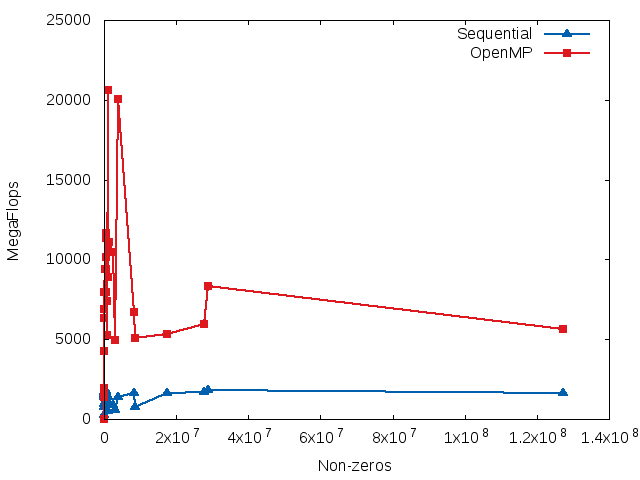 25000
Sequential
OpenMP
20000
15000
MegaFlops
10000
5000
0
0 2x10^7 4x10^7 6x10^7 8x10^7 1x10^8 1.2x10^8 1.4x10^8
Non-zeros